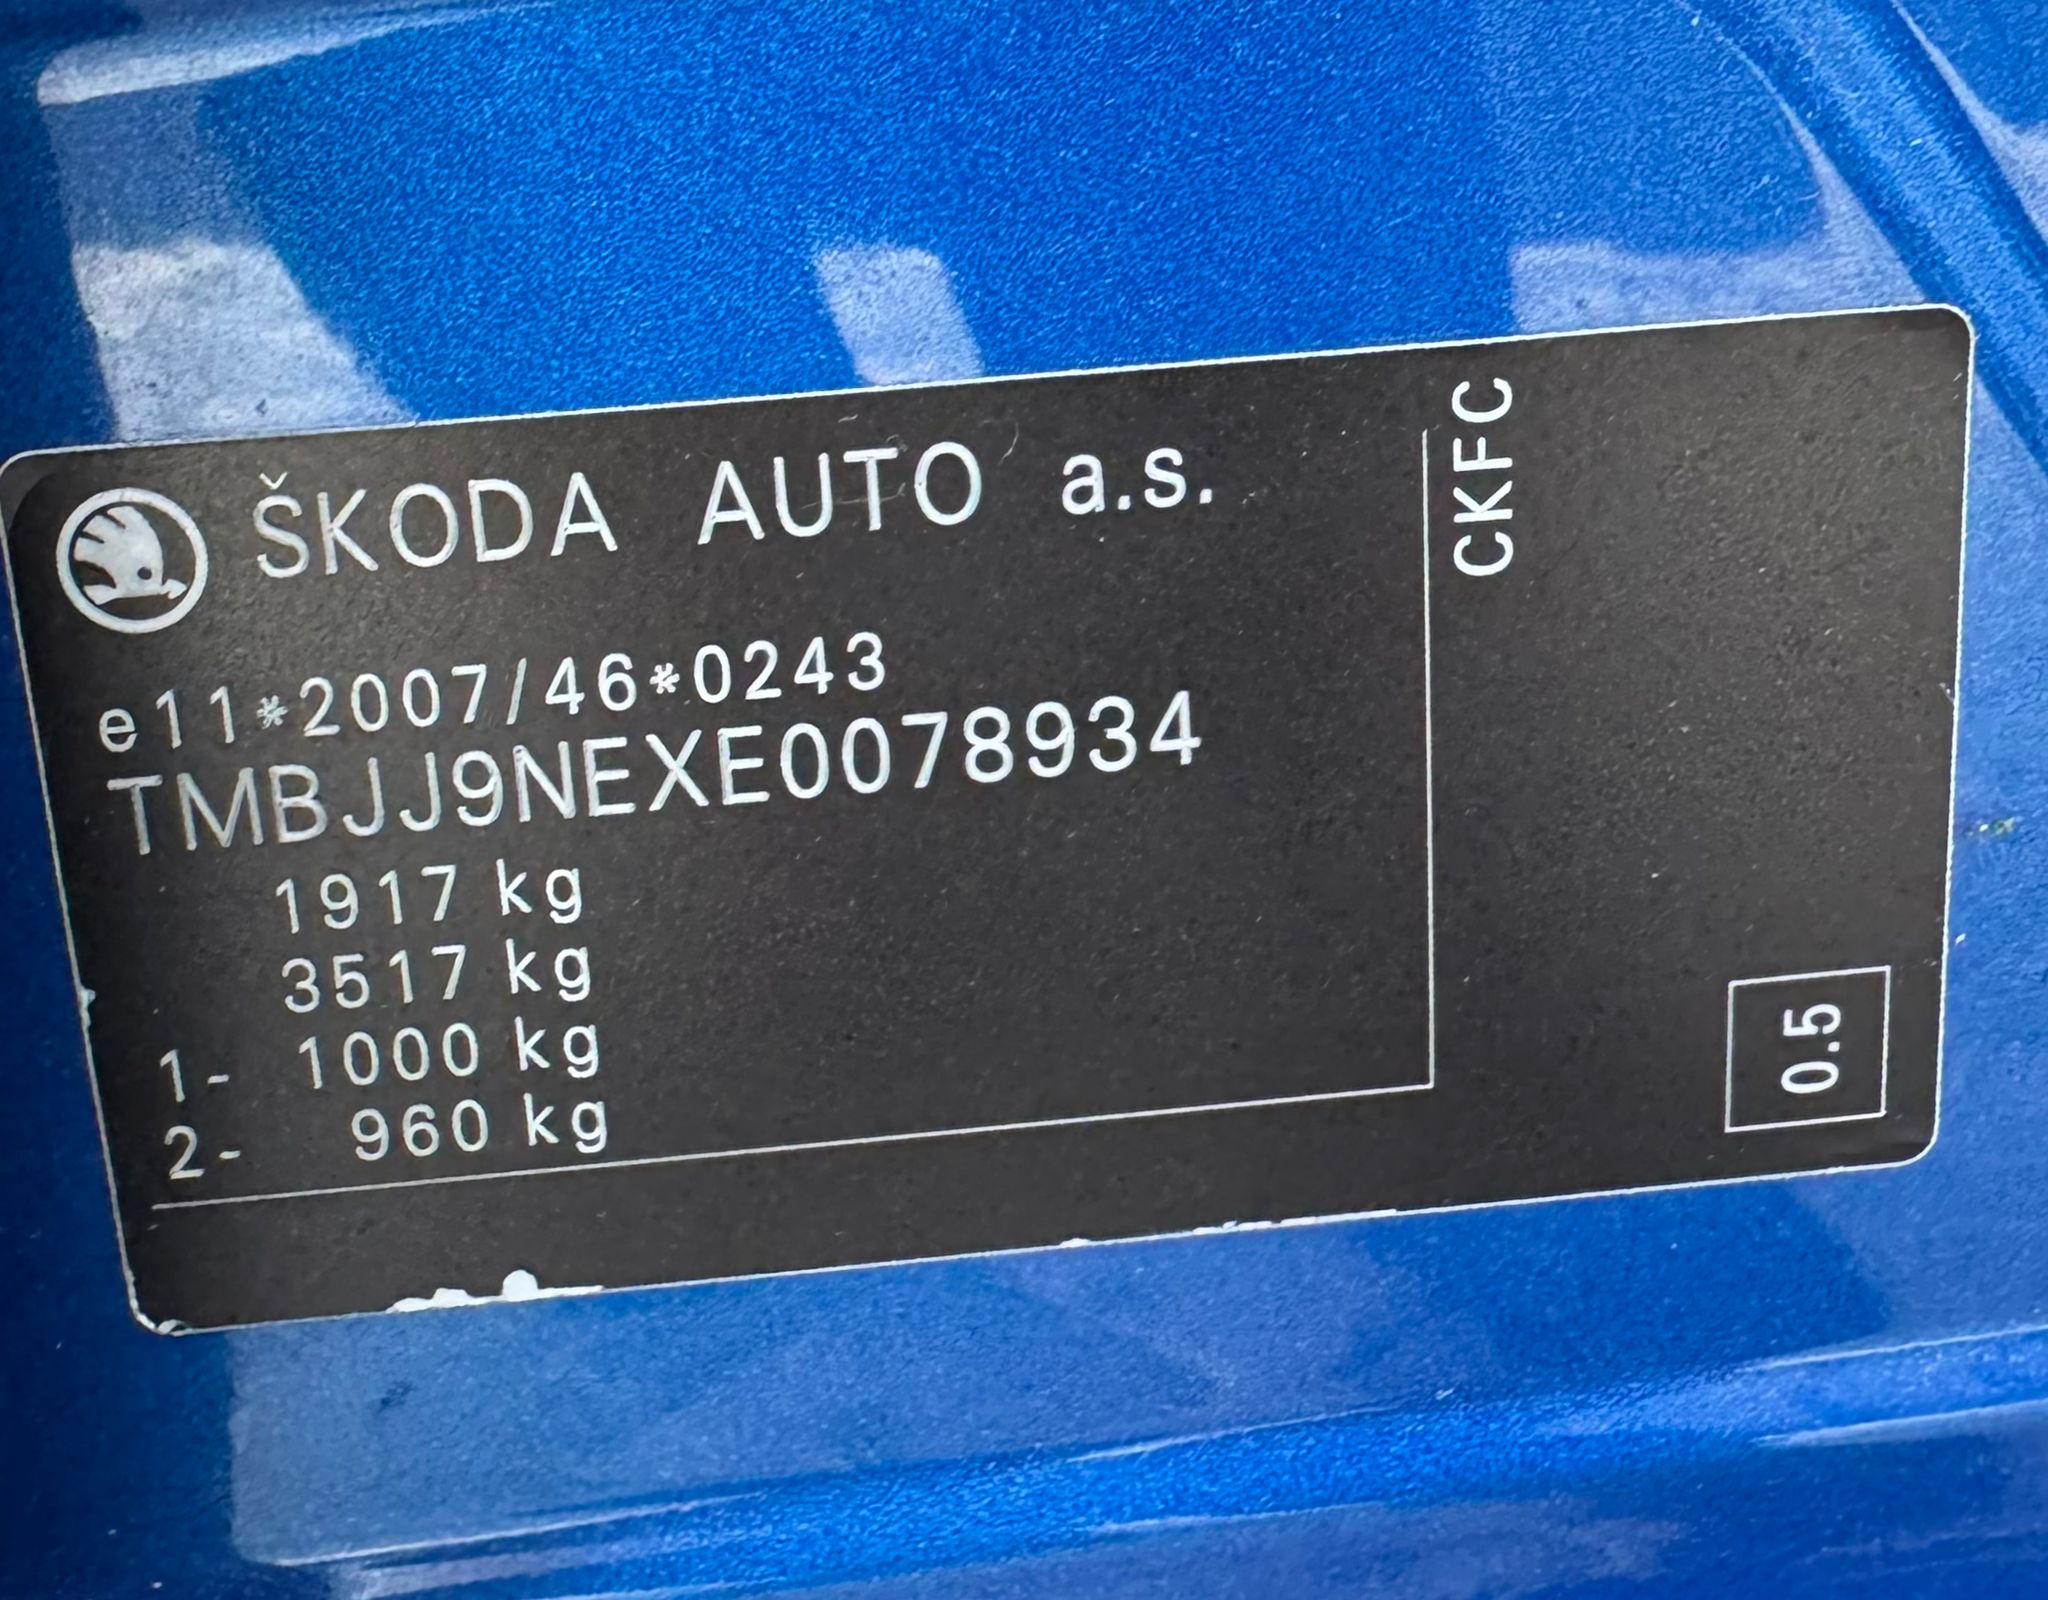 ŠKODA AUTO a.s.
e11*2007/46*0243
TMBJJ9NEXE0078934
1917 kg
3517 kg
1- 1000 kg
2- 960 kg
CKFC
0.5